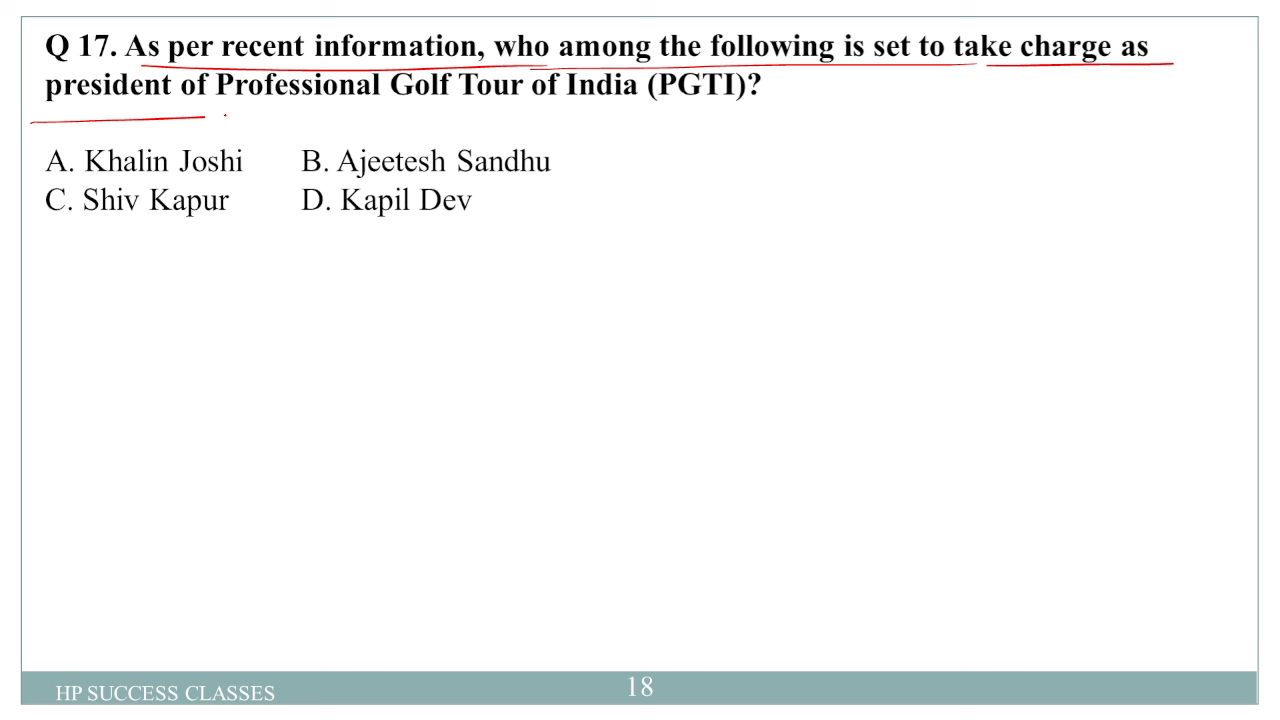 Q 17. As per recent information, who among the following is set to take charge as
president of Professional Golf Tour of India (PGTI)?
A. Khalin Joshi B. Ajeetesh Sandhu
C. Shiv Kapur D. Kapil Dev
HP SUCCESS CLASSES 18